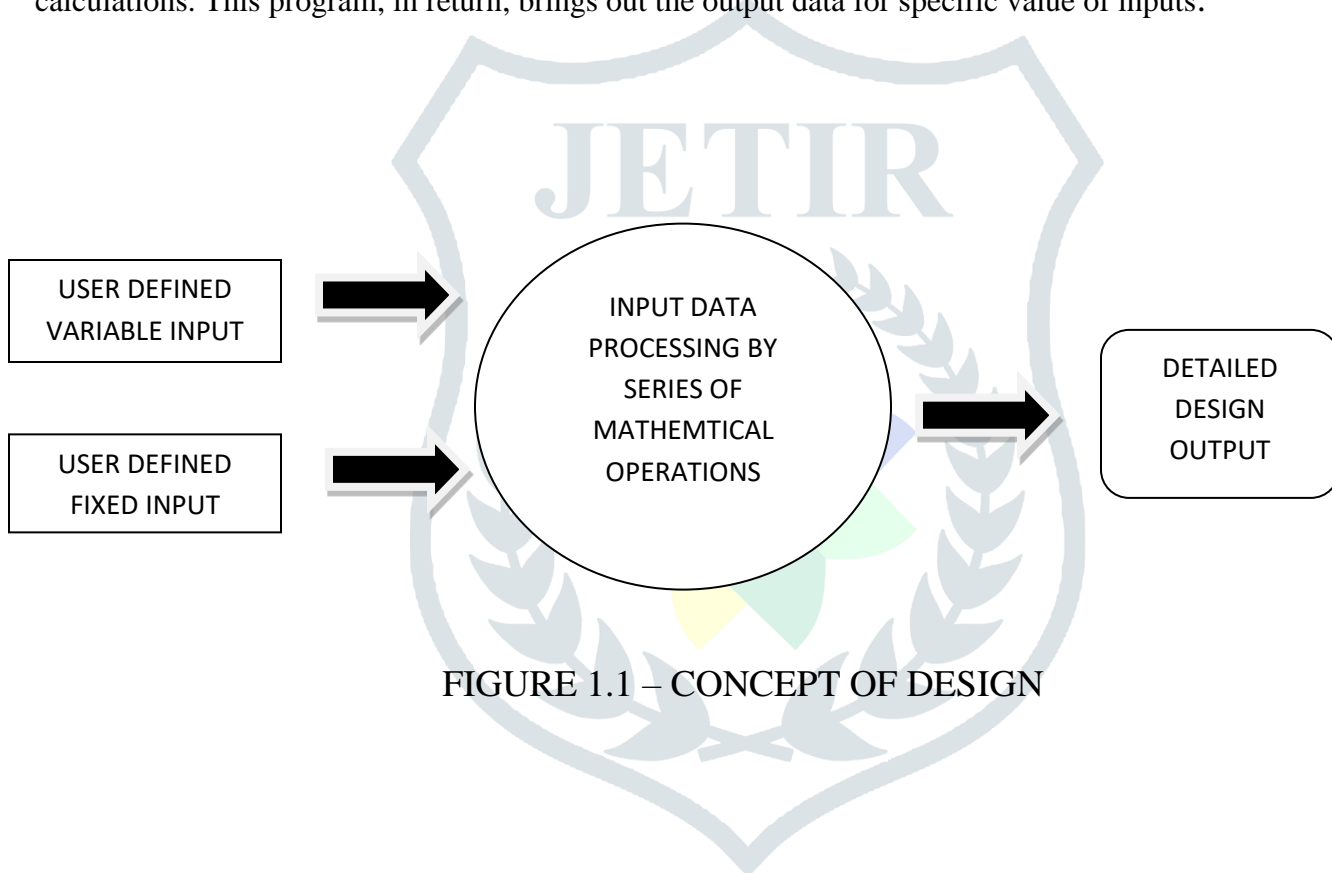 calculations. This program, in return, brings out the output data for specific value of inputs.
JETIR
USER DEFINED
VARIABLE INPUT
USER DEFINED
FIXED INPUT
INPUT DATA
PROCESSING BY
SERIES OF
MATHEMTICAL
OPERATIONS
DETAILED
DESIGN
OUTPUT
FIGURE 1.1 – CONCEPT OF DESIGN